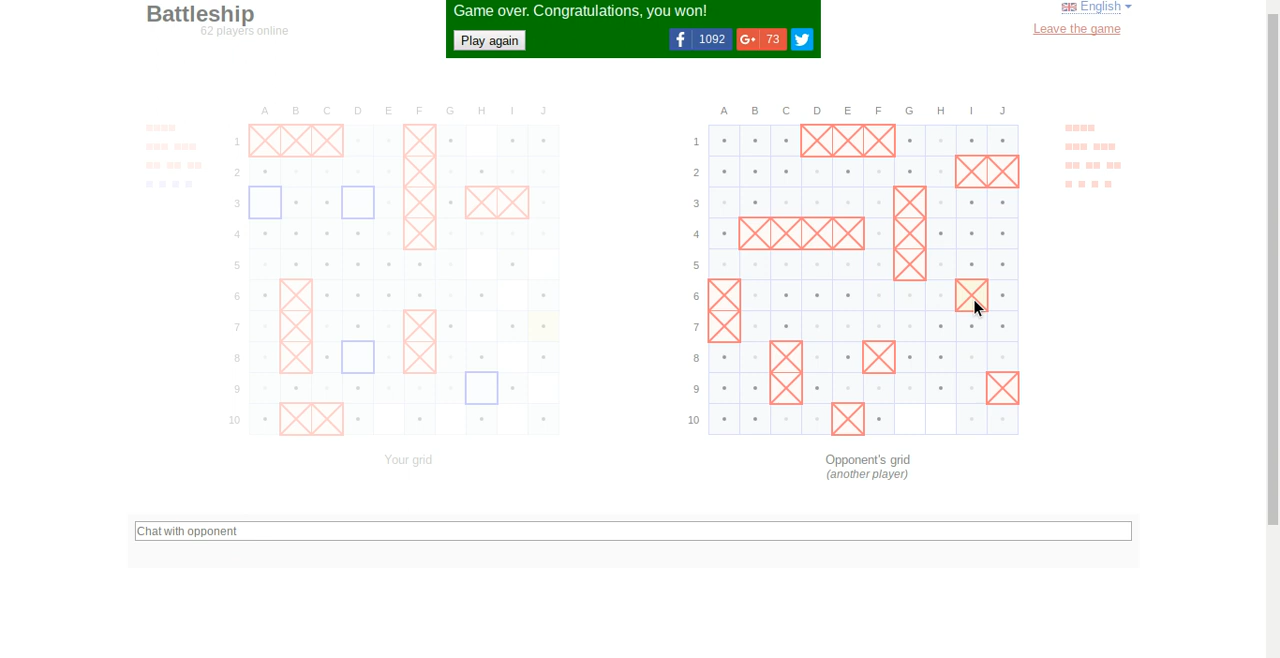 Battleship
62 players online
Game over. Congratulations, you won!
Play again
1092
73
English
Leave the game
A B C D E F G H I J
1
2
3
4
5
6
7
8
9
10
Your grid
A B C D E F G H I J
1
2
3
4
5
6
7
8
9
10
Opponent's grid
(another player)
Chat with opponent